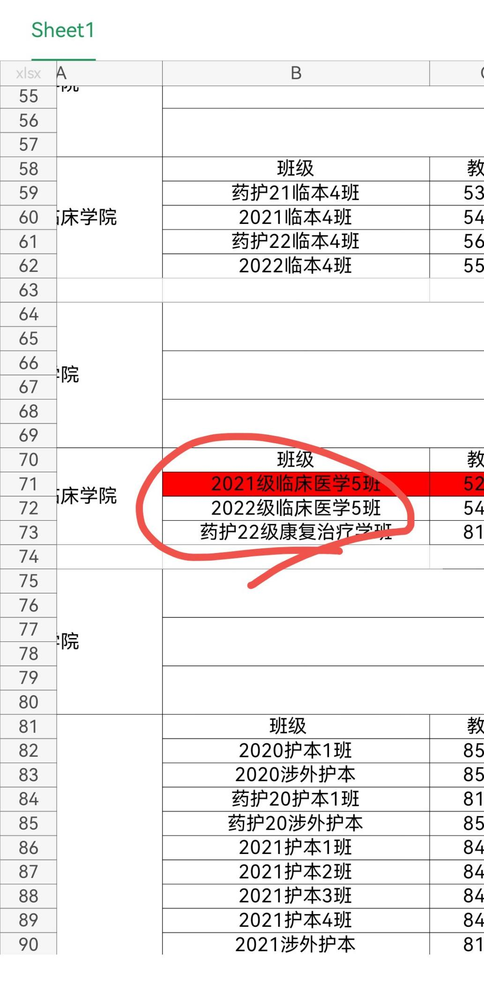 Sheet1
xlsx A B
55 学院
56
57
58 班级 教
59 药护21临本4班 53
60 临床学院 2021临本4班 54
61 药护22临本4班 56
62 2022临本4班 55
63
64
65
66
67 学院
68
69
70 班级 教
71 2021级临床医学5班 52
72 临床学院 2022级临床医学5班 54
73 药护22级康复治疗学班 81
74
75
76
77
78 学院
79
80
81 班级 教
82 2020护本1班 85
83 2020涉外护本 85
84 药护20护本1班 81
85 药护20涉外护本 85
86 2021护本1班 84
87 2021护本2班 84
88 2021护本3班 84
89 2021护本4班 84
90 2021涉外护本 81